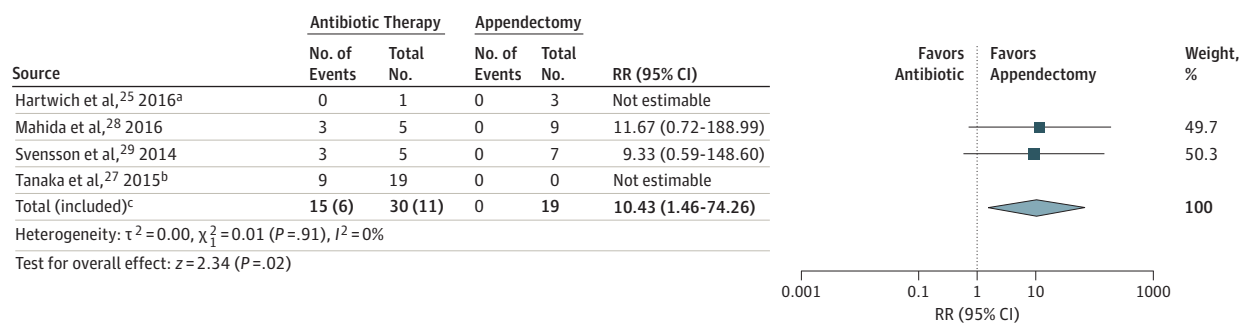 Antibiotic Therapy Appendectomy
Source No. of Events Total No. No. of Events Total No. RR (95% CI) Favors Antibiotic Favors Appendectomy Weight, %
Hartwich et al,25 2016a 0 1 0 3 Not estimable
Mahida et al,28 2016 3 5 0 9 11.67 (0.72-188.99) 49.7
Svensson et al,29 2014 3 5 0 7 9.33 (0.59-148.60) 50.3
Tanaka et al,27 2015b 9 19 0 0 Not estimable
Total (included)c 15 (6) 30 (11) 0 19 10.43 (1.46-74.26) 100
Heterogeneity: τ2=0.00, χ21=0.01 (P=.91), I2=0%
Test for overall effect: z=2.34 (P=.02)
0.001 0.1 1 10 1000
RR (95% CI)